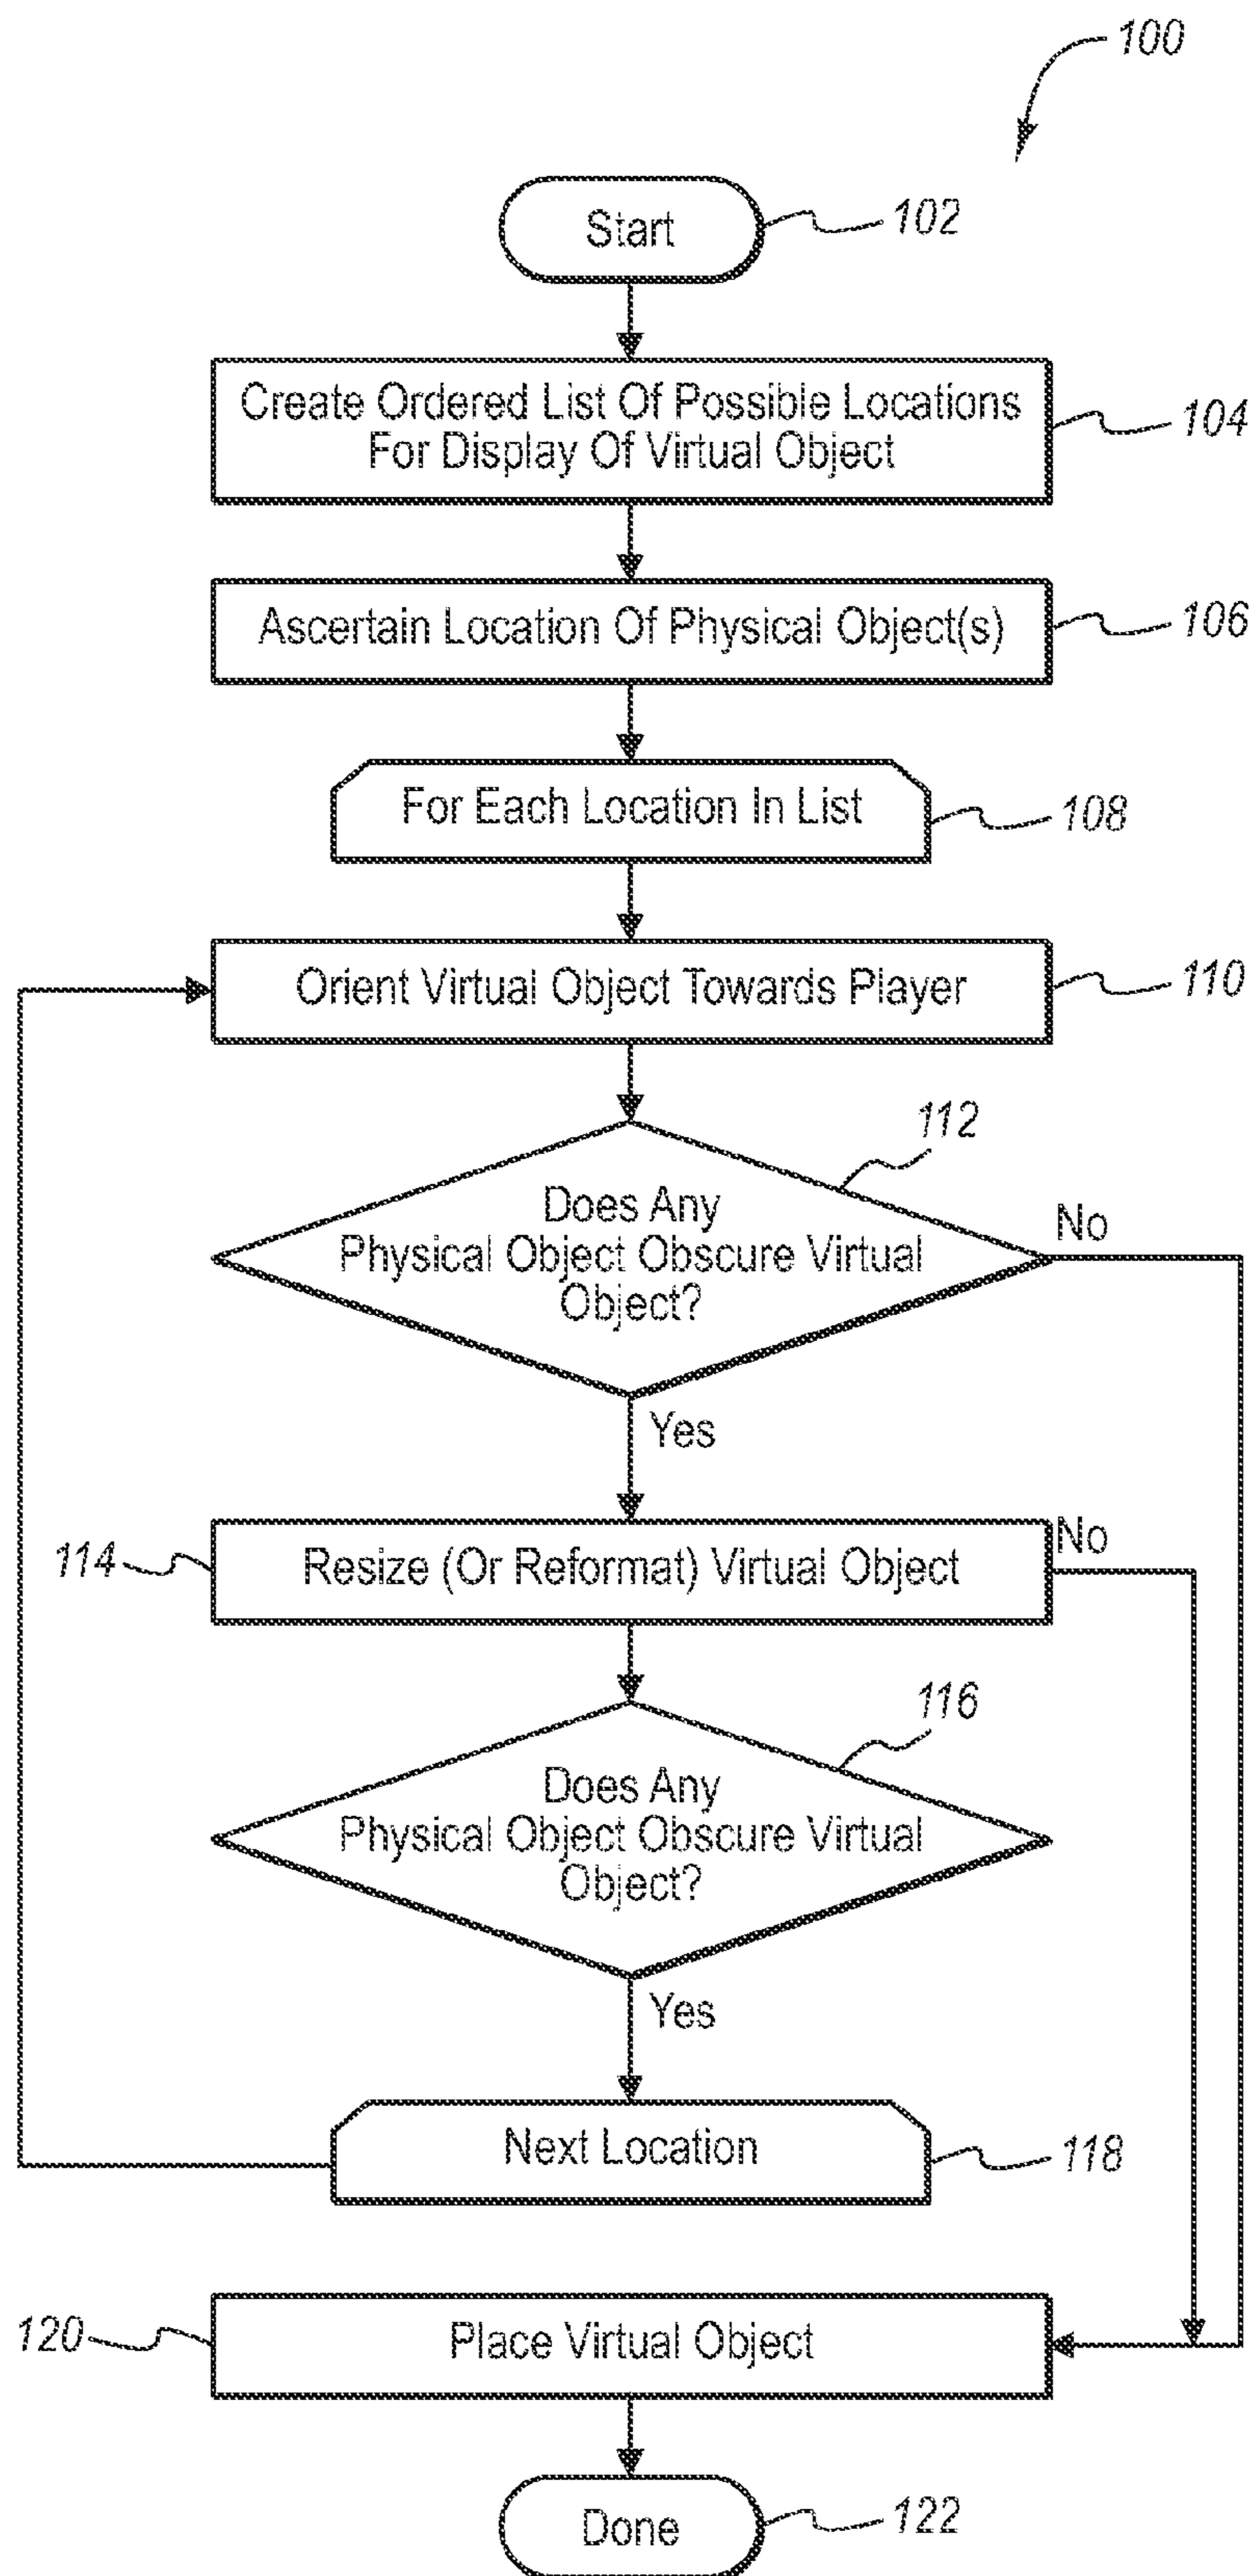 100
Start
102
Create Ordered List Of Possible Locations
For Display Of Virtual Object
104
Ascertain Location Of Physical Object(s)
106
For Each Location In List
108
Orient Virtual Object Towards Player
110
112
Does Any
Physical Object Obscure Virtual
Object?
No
Yes
114
Resize (Or Reformat) Virtual Object
No
116
Does Any
Physical Object Obscure Virtual
Object?
Yes
Next Location
118
120
Place Virtual Object
Done
122